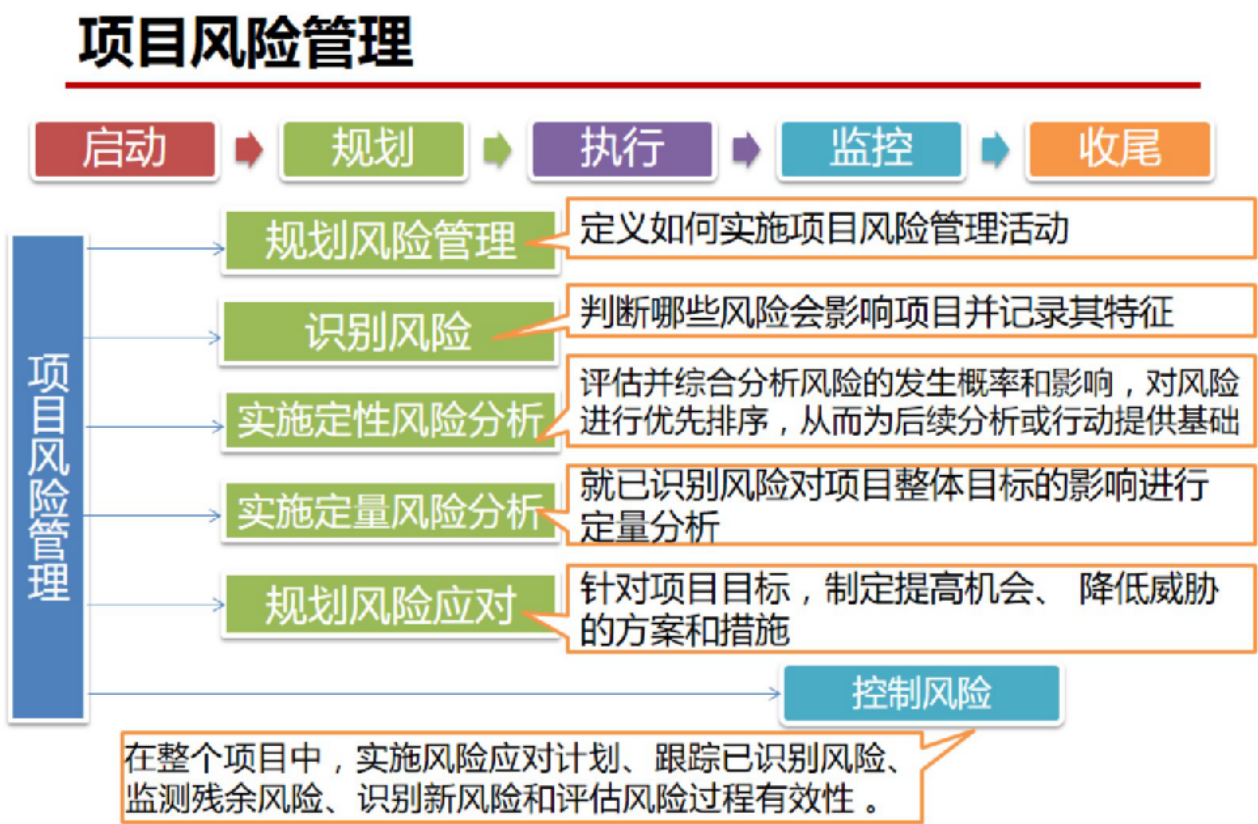 项目风险管理
启动
规划
执行
监控
收尾
项目风险管理
规划风险管理
定义如何实施项目风险管理活动
识别风险
判断哪些风险会影响项目并记录其特征
实施定性风险分析
评估并综合分析风险的发生概率和影响，对风险
进行优先排序，从而为后续分析或行动提供基础
实施定量风险分析
就已识别风险对项目整体目标的影响进行
定量分析
规划风险应对
针对项目目标，制定提高机会、 降低威胁
的方案和措施
控制风险
在整个项目中，实施风险应对计划、跟踪已识别风险、
监测残余风险、识别新风险和评估风险过程有效性 。